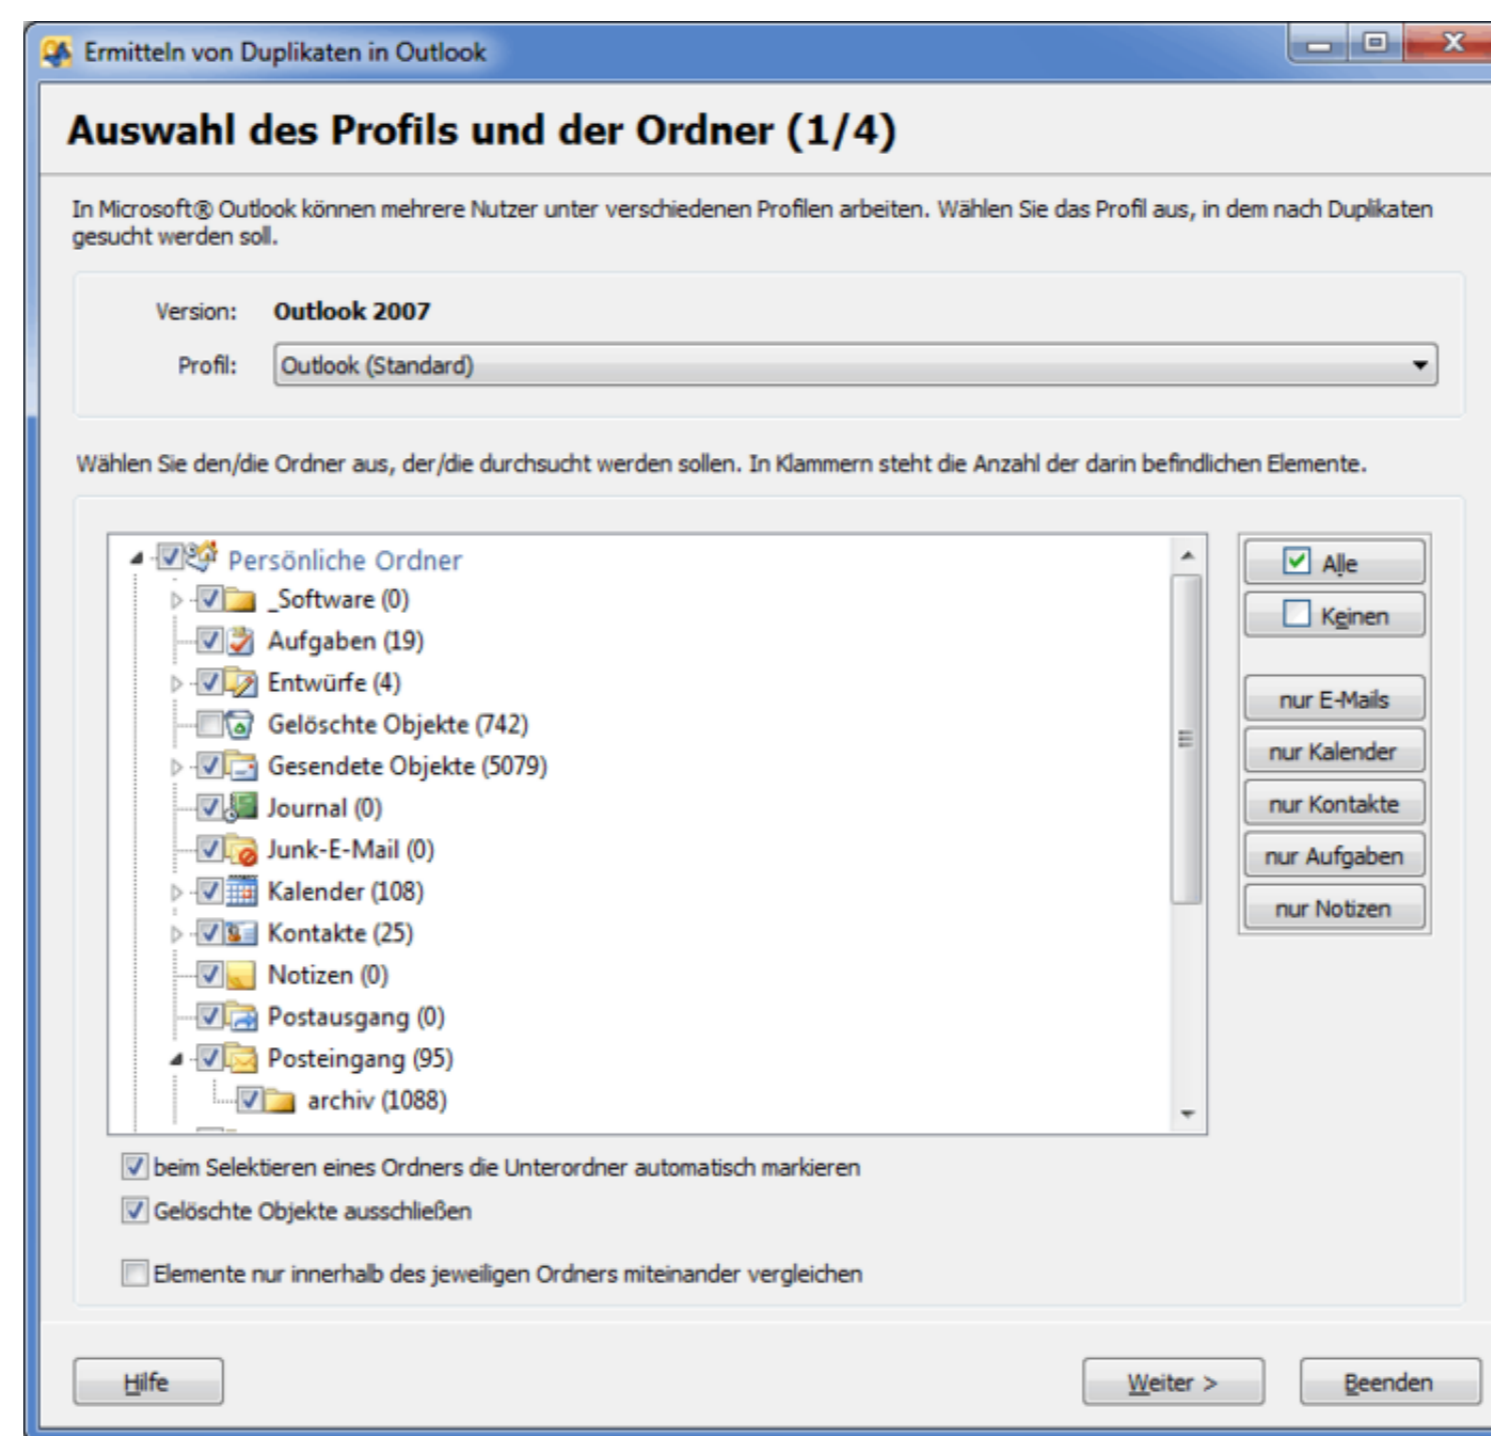 Ermitteln von Duplikaten in Outlook
Auswahl des Profils und der Ordner (1/4)
In Microsoft® Outlook können mehrere Nutzer unter verschiedenen Profilen arbeiten. Wählen Sie das Profil aus, in dem nach Duplikaten
gesucht werden soll.
Version: Outlook 2007
Profil: Outlook (Standard)
Wählen Sie den/die Ordner aus, der/die durchsucht werden sollen. In Klammern steht die Anzahl der darin befindlichen Elemente.
Persönliche Ordner
_Software (0)
Aufgaben (19)
Entwürfe (4)
Gelöschte Objekte (742)
Gesendete Objekte (5079)
Journal (0)
Junk-E-Mail (0)
Kalender (108)
Kontakte (25)
Notizen (0)
Postausgang (0)
Posteingang (95)
archiv (1088)
Alle
Keinen
nur E-Mails
nur Kalender
nur Kontakte
nur Aufgaben
nur Notizen
beim Selektieren eines Ordners die Unterordner automatisch markieren
Gelöschte Objekte ausschließen
Elemente nur innerhalb des jeweiligen Ordners miteinander vergleichen
Hilfe
Weiter >
Beenden